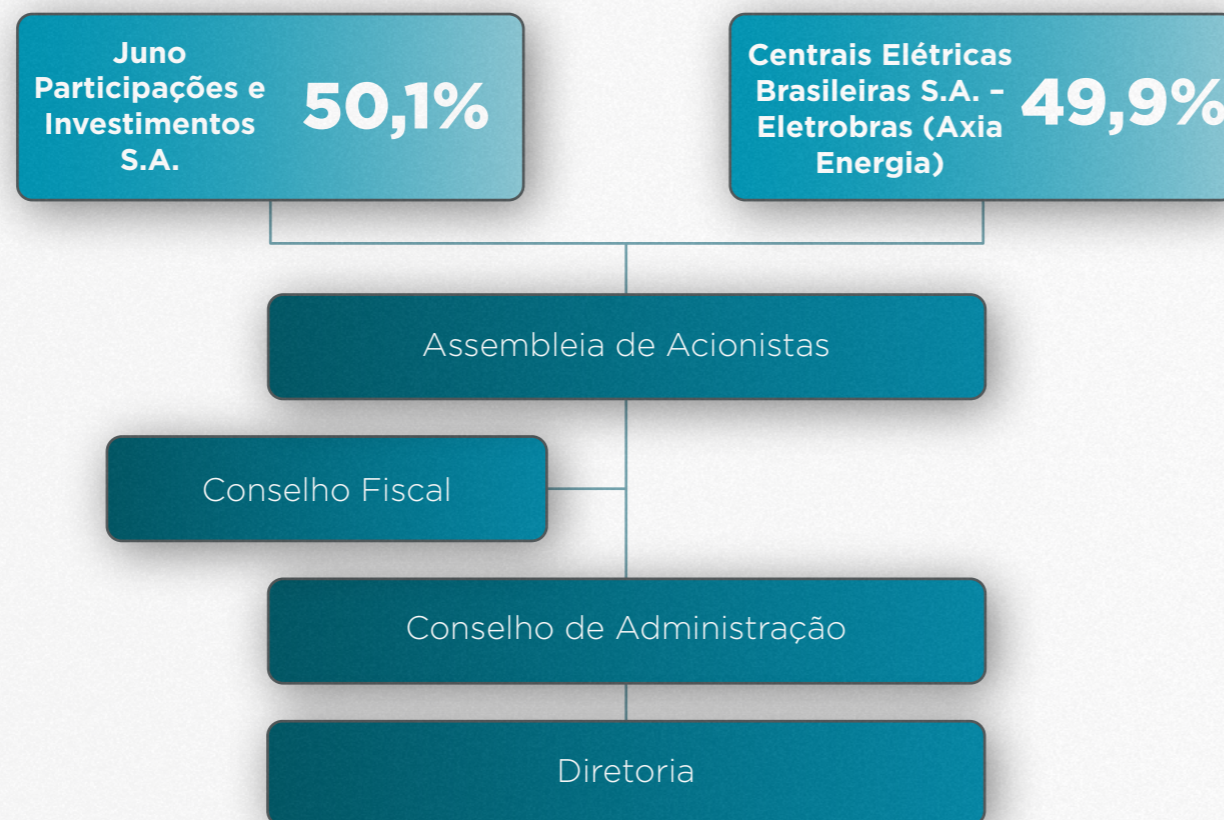 Juno
Participações e
Investimentos
S.A.
50,1%
Centrais Elétricas
Brasileiras S.A. –
Eletrobras (Axia
Energia)
49,9%
Assembleia de Acionistas
Conselho Fiscal
Conselho de Administração
Diretoria